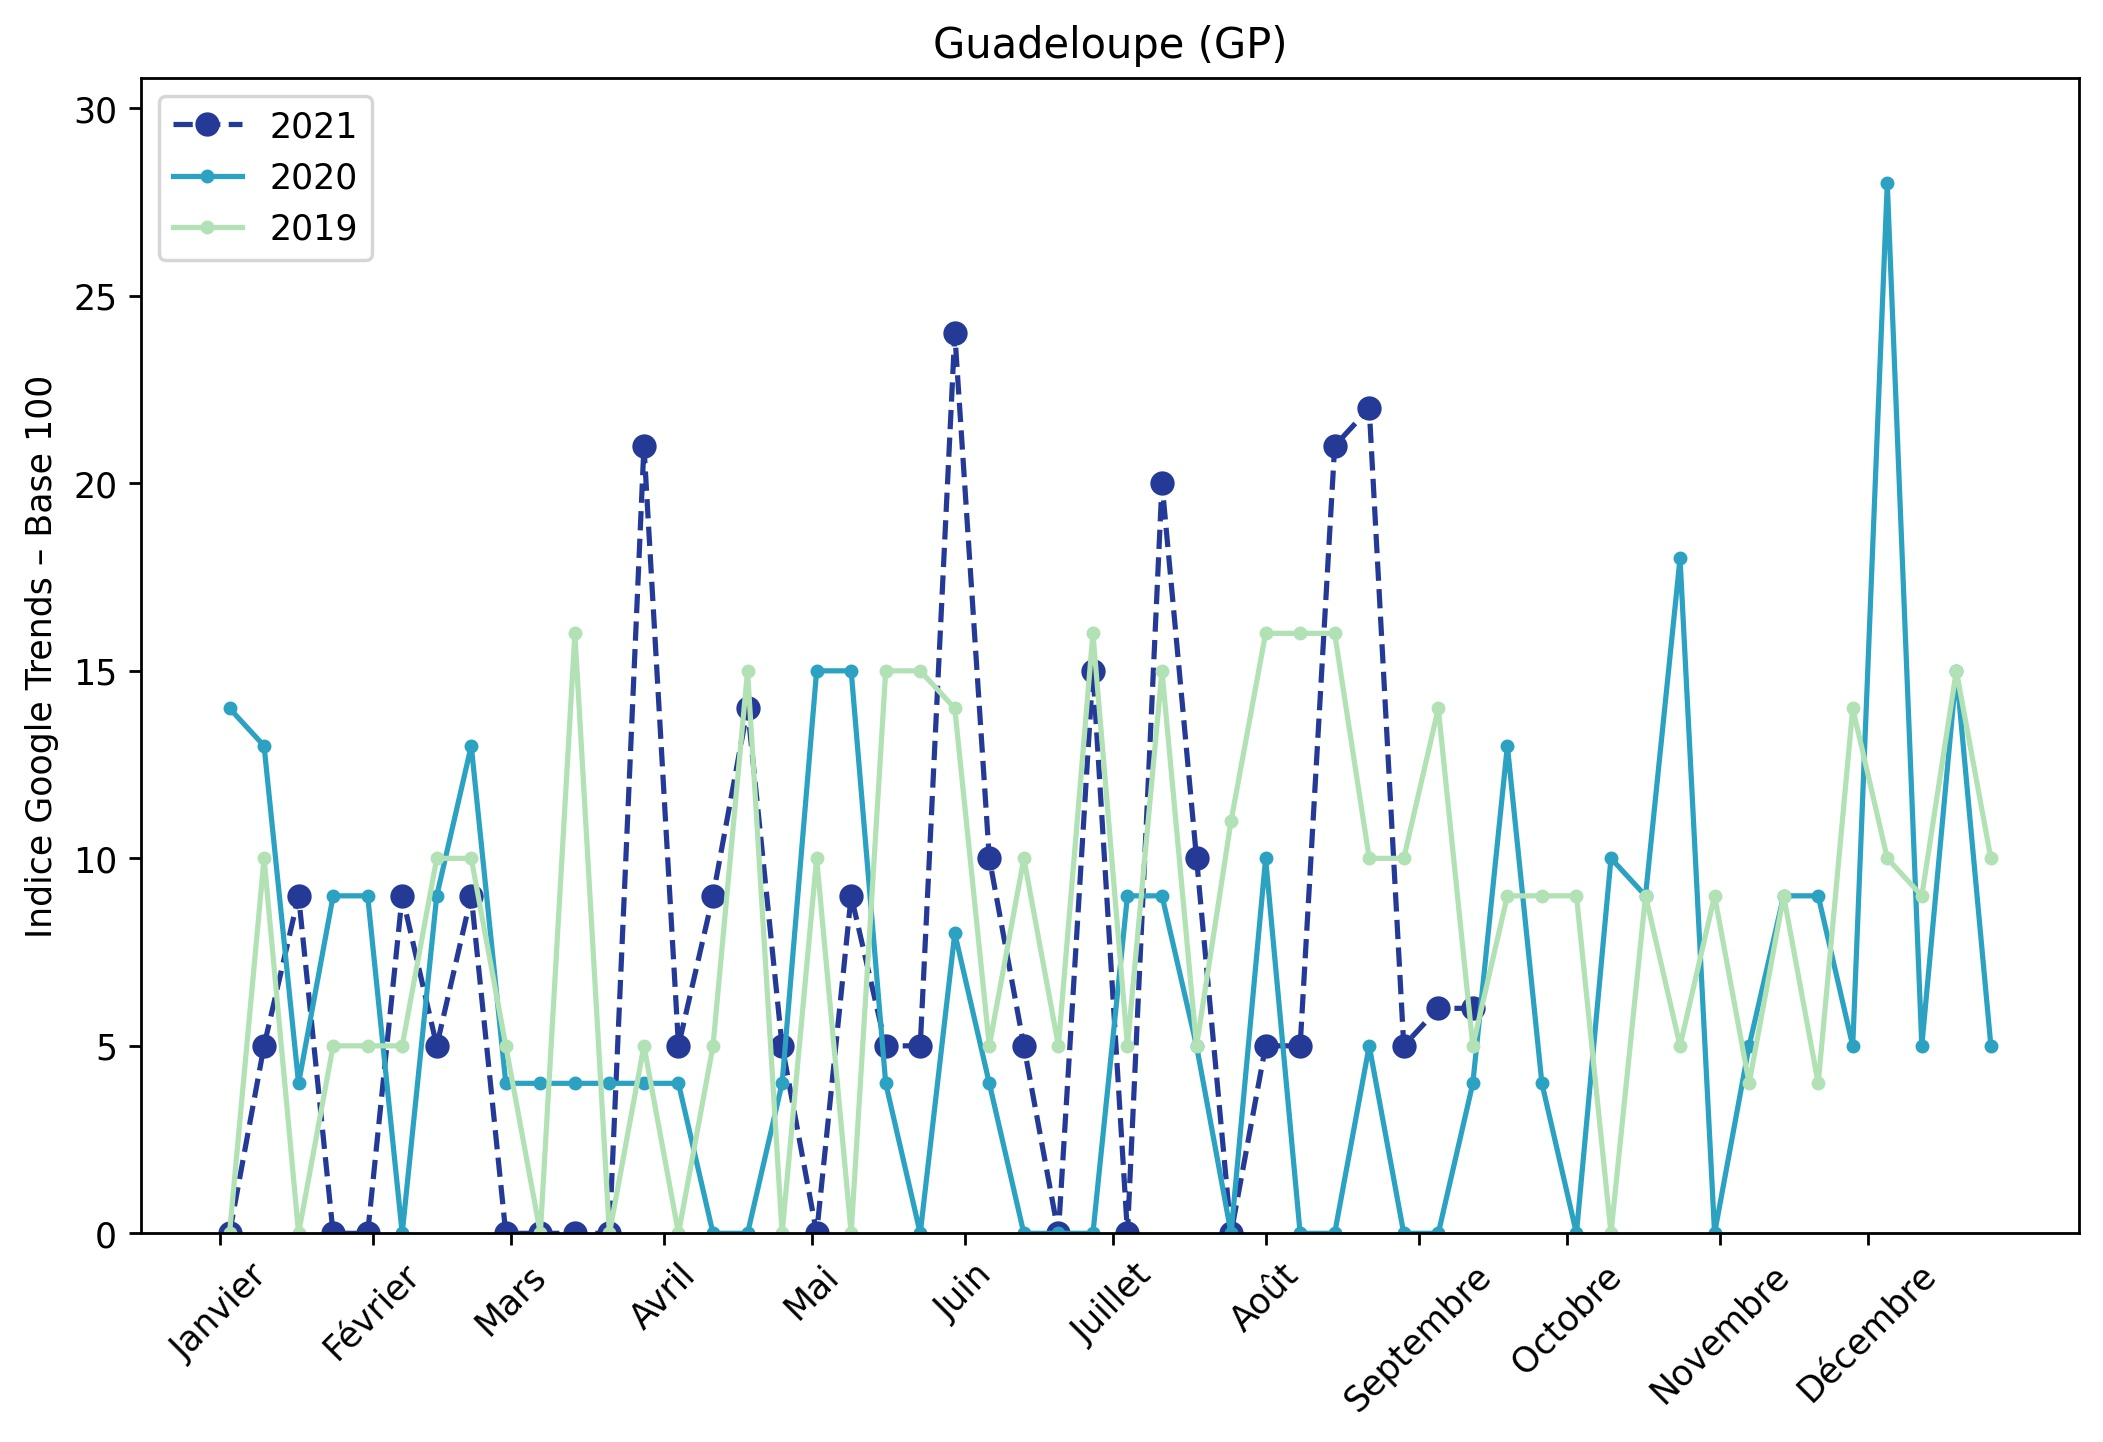 Guadeloupe (GP)
Indice Google Trends – Base 100
30
25
20
15
10
5
0
2021
2020
2019
Janvier
Février
Mars
Avril
Mai
Juin
Juillet
Août
Septembre
Octobre
Novembre
Décembre